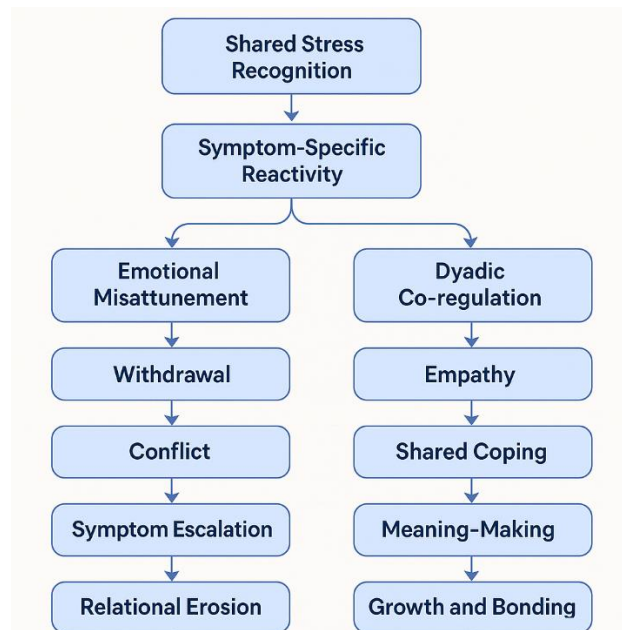 Shared Stress
Recognition
Symptom-Specific
Reactivity
Emotional
Misattunement
Withdrawal
Conflict
Symptom Escalation
Relational Erosion
Dyadic
Co-regulation
Empathy
Shared Coping
Meaning-Making
Growth and Bonding